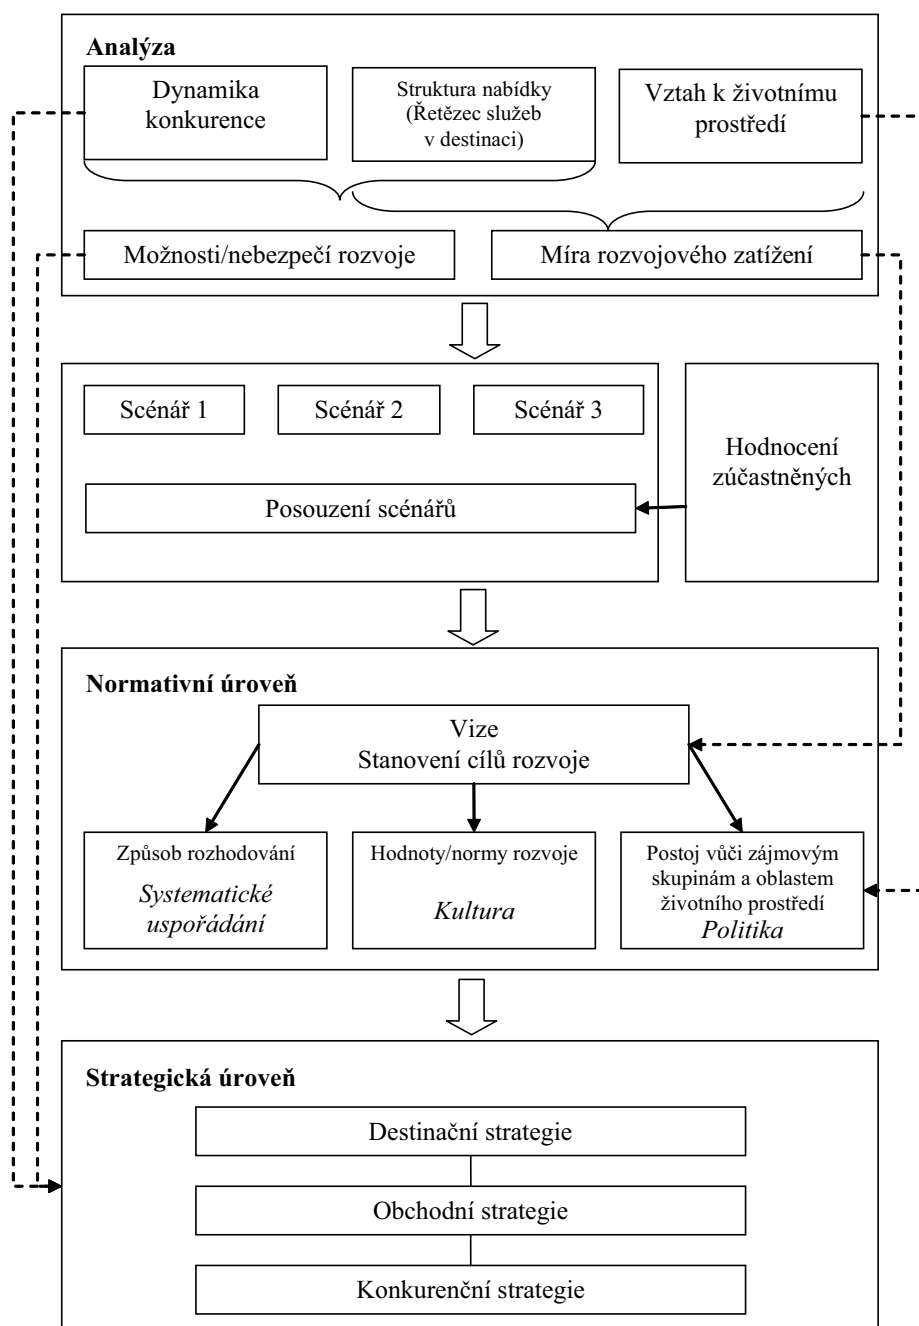 Analýza
Dynamika
konkurence
Struktura nabídky
(Řetězec služeb
v destinaci)
Vztah k životnímu
prostředí
Možnosti/nebezpečí rozvoje
Míra rozvojového zatížení
Scénář 1
Scénář 2
Scénář 3
Hodnocení
zúčastněných
Posouzení scénářů
Normativní úroveň
Vize
Stanovení cílů rozvoje
Způsob rozhodování
Systematické
uspořádání
Hodnoty/normy rozvoje
Kultura
Postoj vůči zájmovým
skupinám a oblastem
životního prostředí
Politika
Strategická úroveň
Destinační strategie
Obchodní strategie
Konkurenční strategie